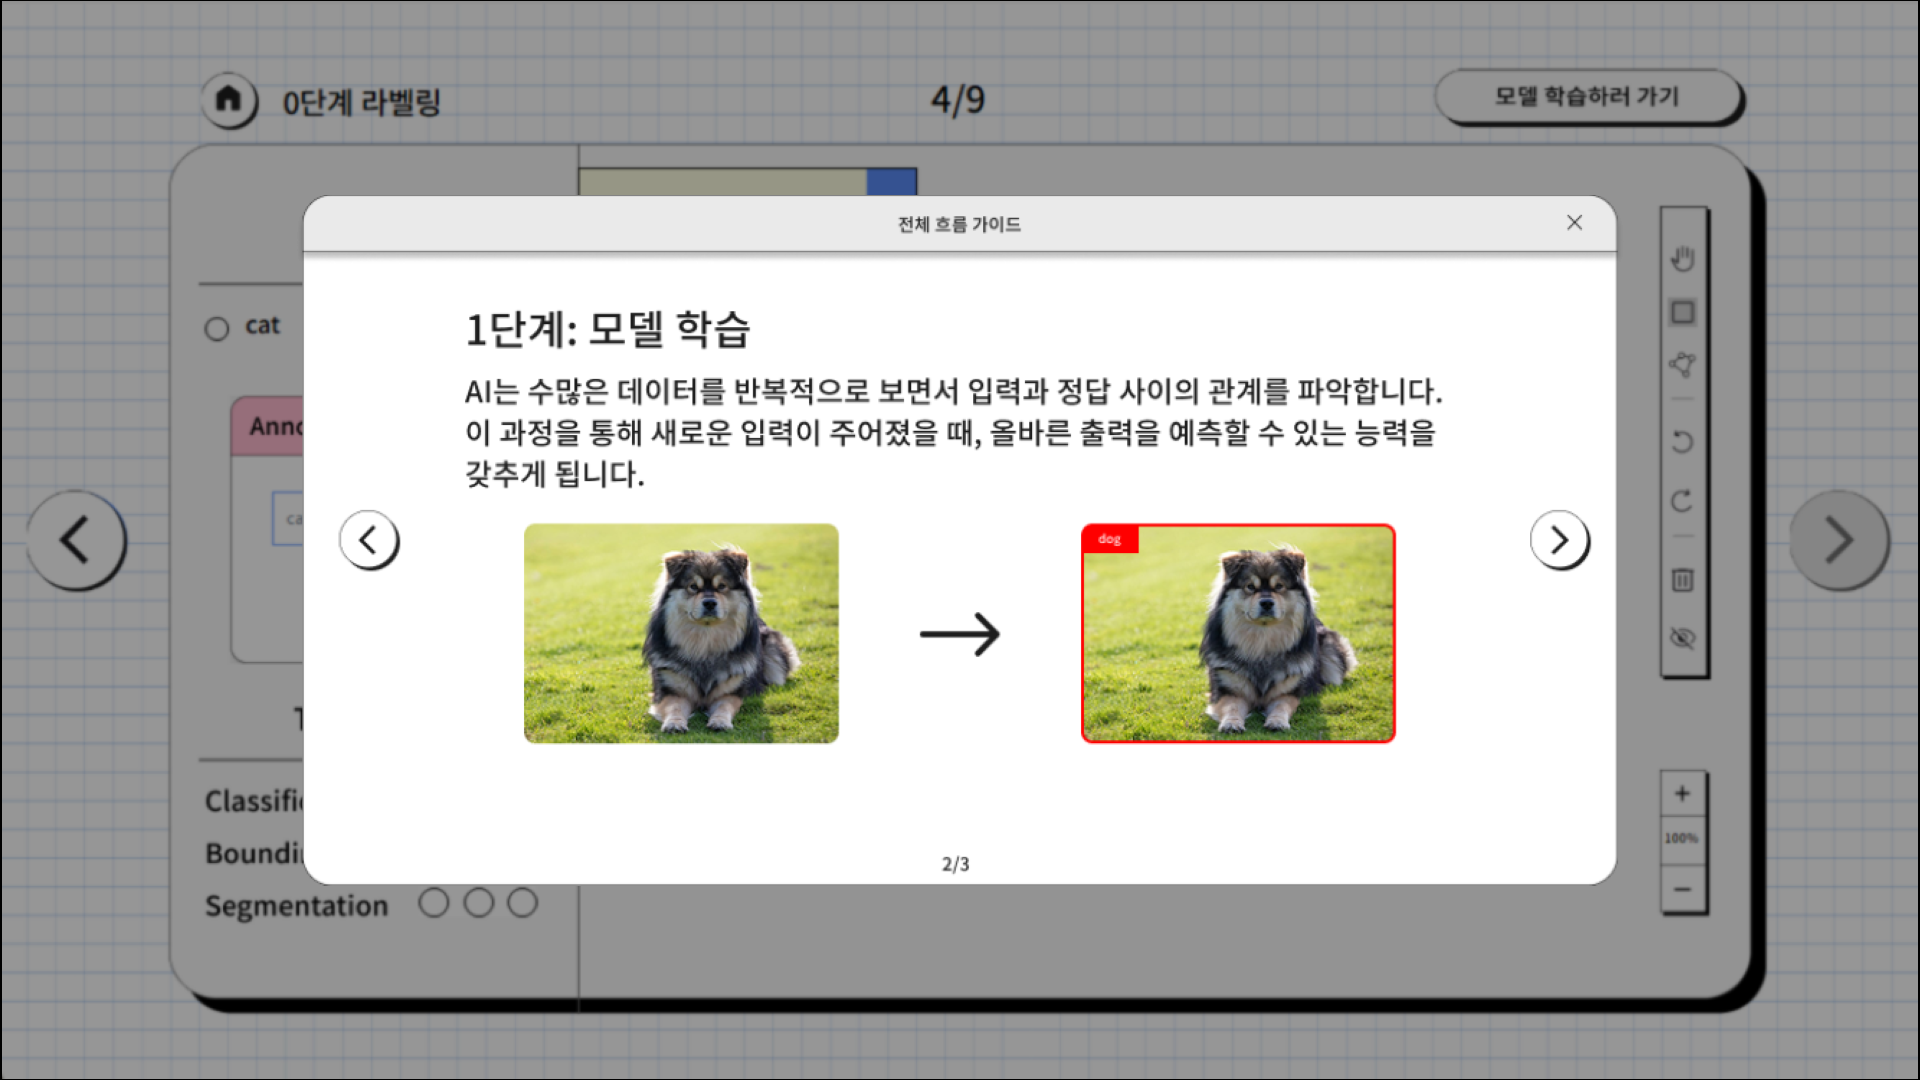 0단계 라벨링
4/9
모델 학습하러 가기
전체 흐름 가이드
cat
1단계: 모델 학습
AI는 수많은 데이터를 반복적으로 보면서 입력과 정답 사이의 관계를 파악합니다.
이 과정을 통해 새로운 입력이 주어졌을 때, 올바른 출력을 예측할 수 있는 능력을
갖추게 됩니다.
dog
Segmentation
100%
2/3